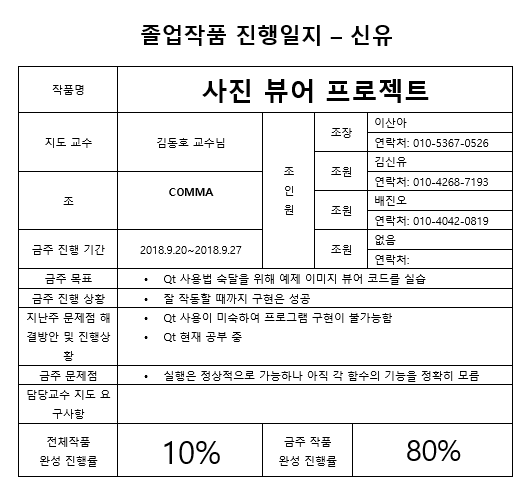 졸업작품 진행일지 – 신유
작품명
사진 뷰어 프로젝트
지도 교수
김동호 교수님
조
인
원
조장
이산아
연락처: 010-5367-0526
조원
김신유
연락처: 010-4268-7193
조
COMMA
조원
배진오
연락처: 010-4042-0819
금주 진행 기간
2018.9.20~2018.9.27
조원
없음
연락처:
금주 목표
• Qt 사용법 숙달을 위해 예제 이미지 뷰어 코드를 실습
금주 진행 상황
• 잘 작동할 때까지 구현은 성공
지난주 문제점 해
결방안 및 진행상
황
• Qt 사용이 미숙하여 프로그램 구현이 불가능함
• Qt 현재 공부 중
금주 문제점
• 실행은 정상적으로 가능하나 아직 각 함수의 기능을 정확히 모름
담당교수 지도 요
구사항
전체작품
완성 진행률
10%
금주 작품
완성 진행률
80%